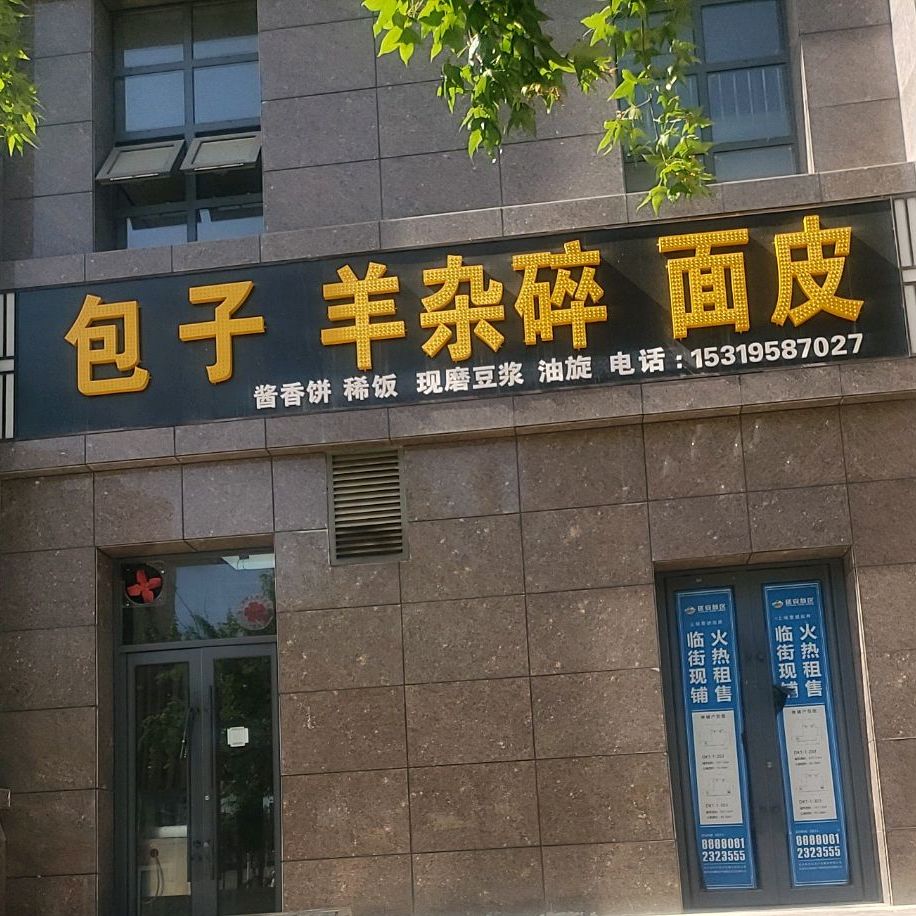 包子 羊杂碎 面皮
酱香饼 稀饭 现磨豆浆 油旋 电话：15319587027
临街现铺
火热租售
8808081
2323555
临街现铺
火热租售
8808081
2323555